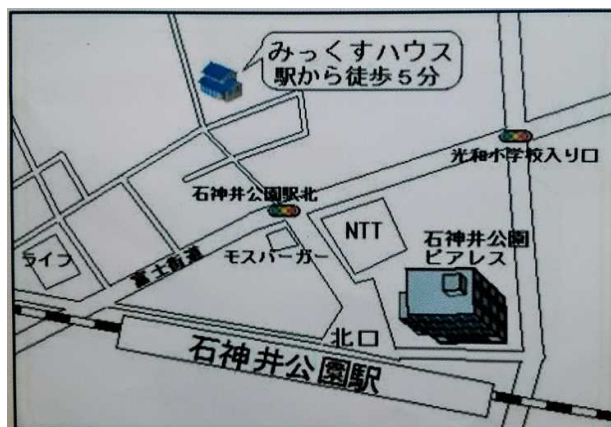 みっくすハウス
駅から徒歩5分
光和小学校入り口
石神井公園駅北
NTT
石神井公園
ピアレス
ライフ
富士街道
モスバーガー
北口
石神井公園駅